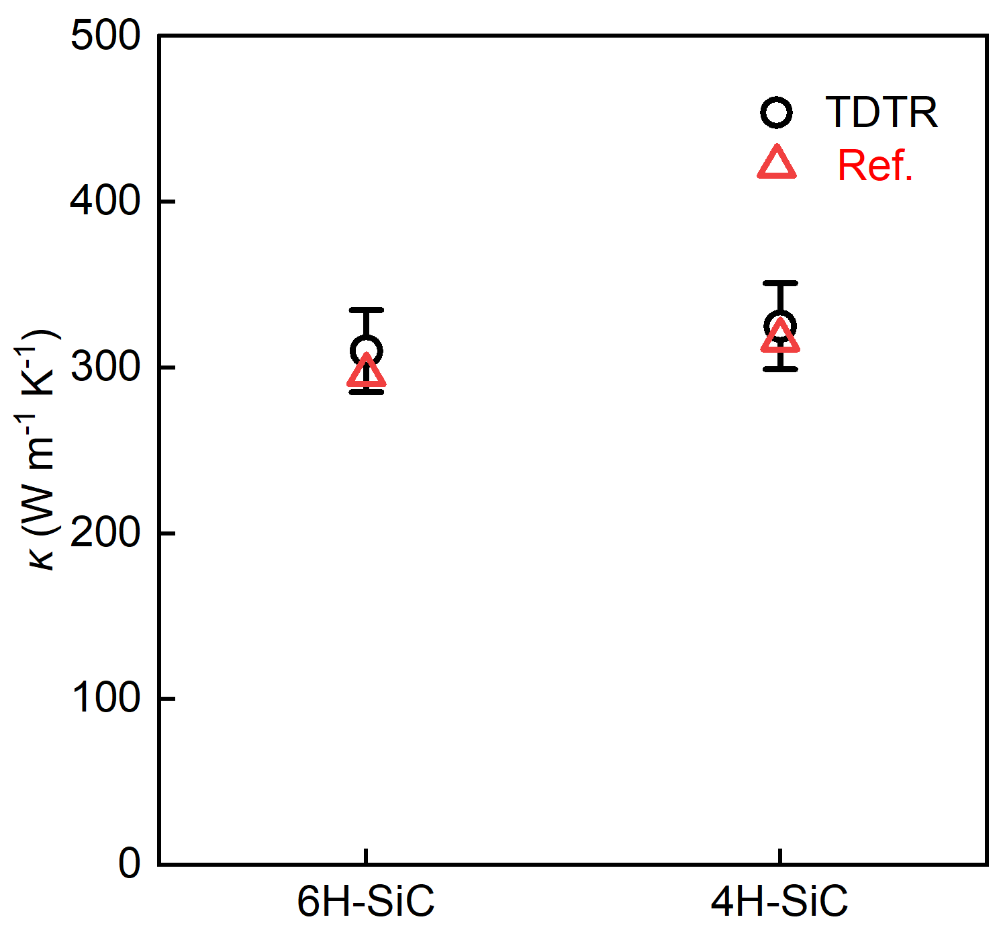 500
400
300
200
100
0
κ (W m⁻¹ K⁻¹)
TDTR
Ref.
6H-SiC
4H-SiC